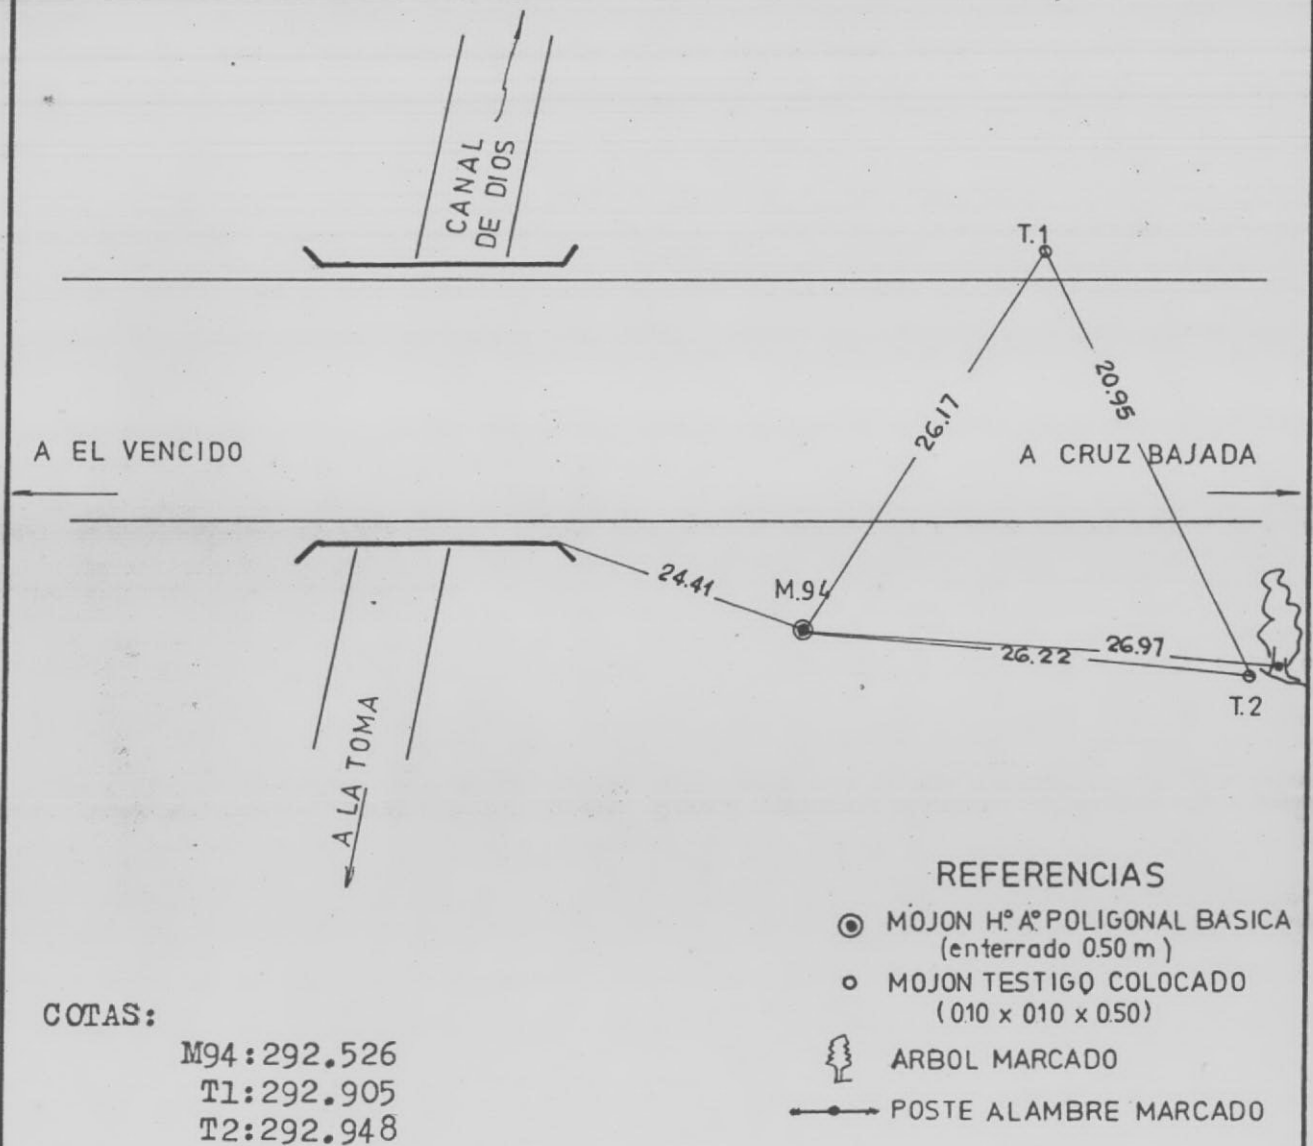 CANAL
DE DIOS
T.1
26.17
20.95
A EL VENCIDO
A CRUZ BAJADA
24.41
M.94
26.97
26.22
T.2
A LA TOMA
REFERENCIAS
MOJON Hº Aº POLIGONAL BASICA
(enterrado 0.50 m)
MOJON TESTIGO COLOCADO
(0.10 x 0.10 x 0.50)
ARBOL MARCADO
POSTE ALAMBRE MARCADO
COTAS:
M94:292.526
T1:292.905
T2:292.948